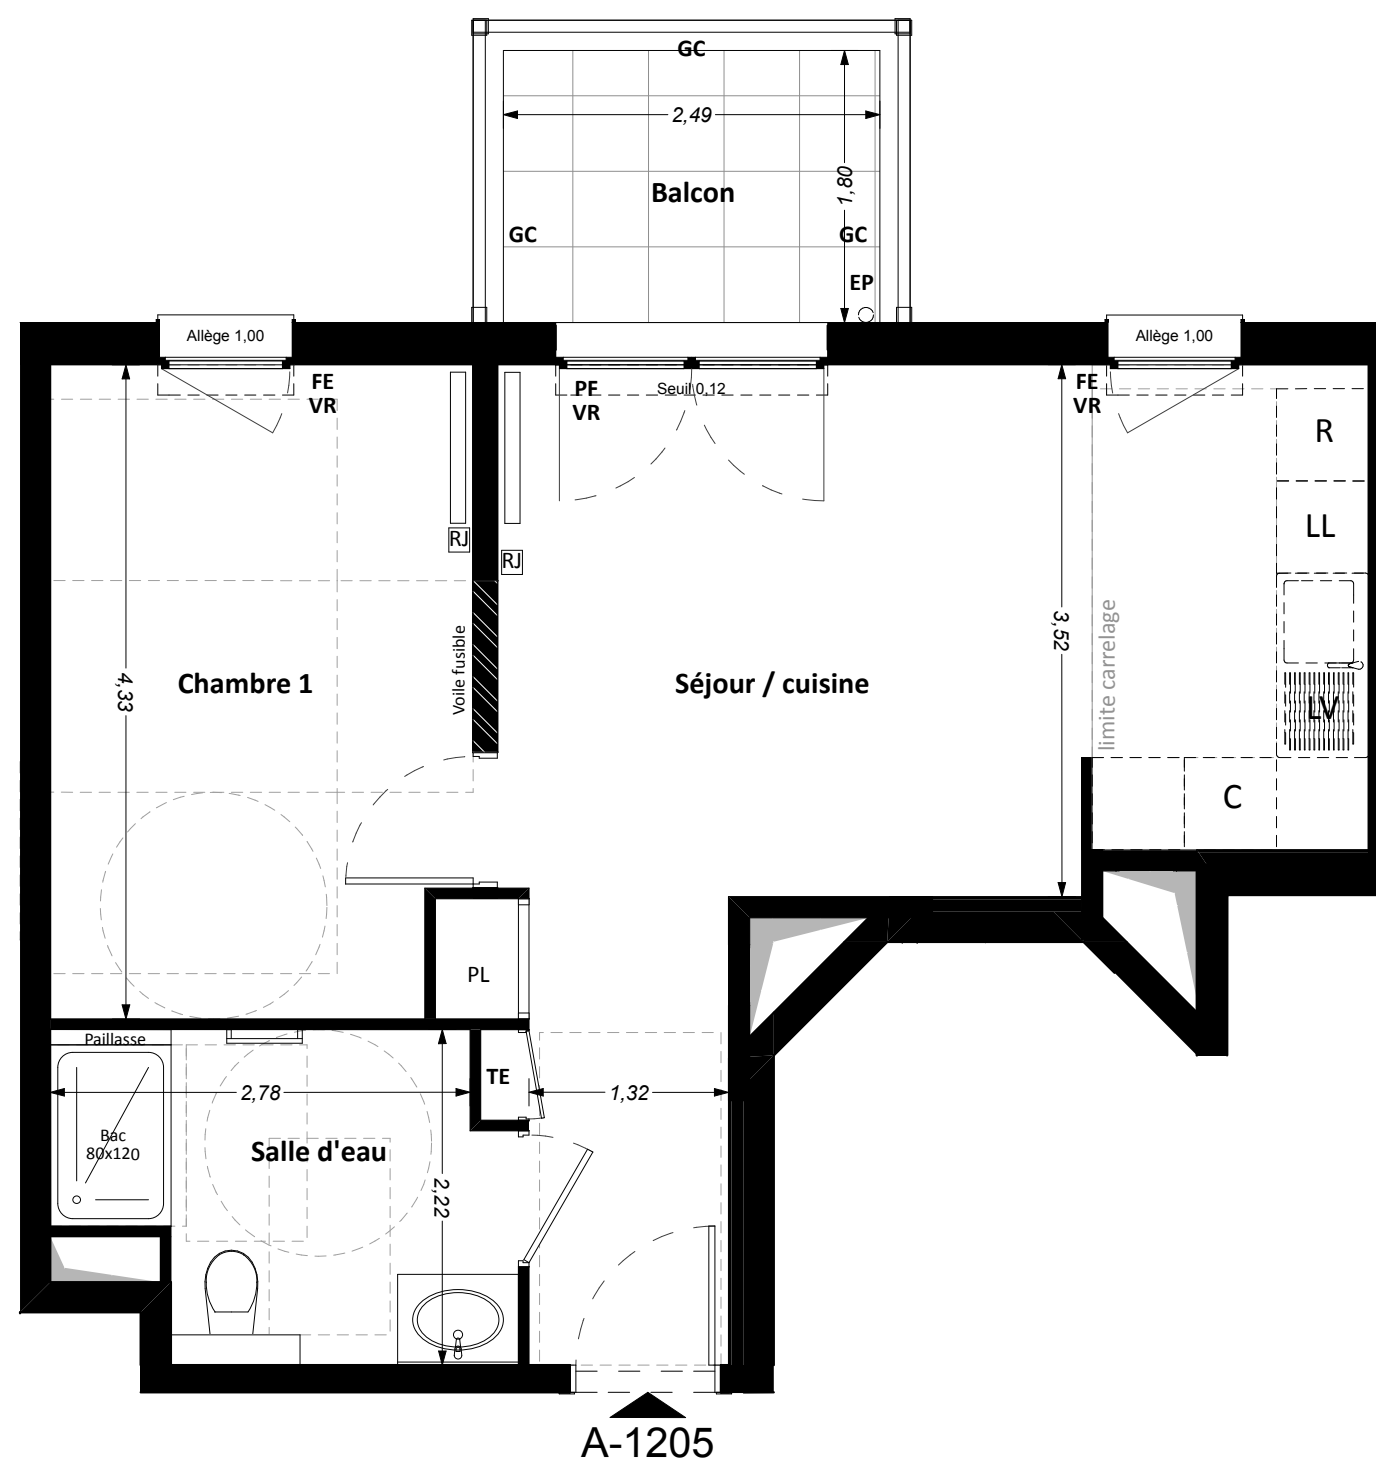 GC
2,49
1,80
Balcon
GC
GC
EP
Allège 1,00
Allège 1,00
FE
VR
PF
VR
Seuil 0,12
FE
VR
R
LL
RJ
RJ
Voile fusible
3,52
limite carrelage
Chambre 1
4,33
Séjour / cuisine
LV
C
PL
Paillasse
TE
2,78
1,32
Bac
80x120
Salle d'eau
2,22
A-1205